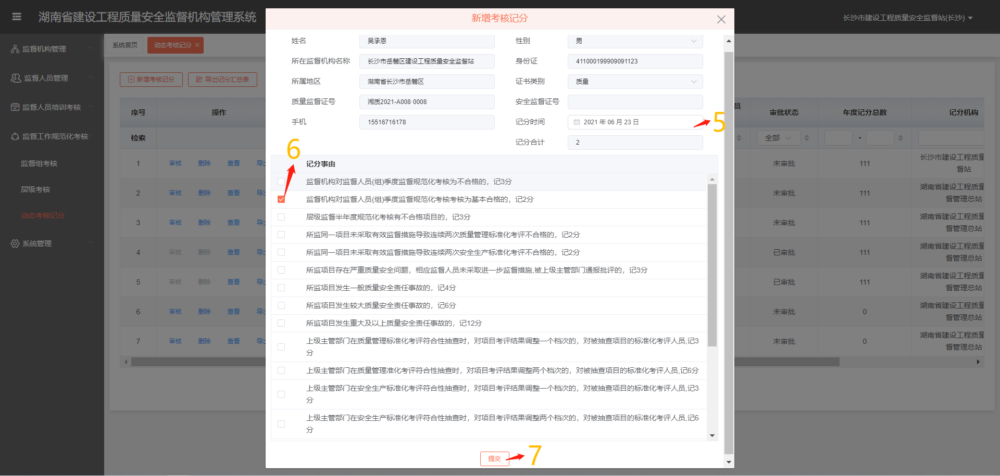 湖南省建设工程质量安全监督机构管理系统
长沙市建设工程质量安全监督站(长沙)
监督机构管理
监督人员管理
监督人员培训考核
监督工作规范化考核
监督组考核
层级考核
动态考核记分
系统管理
系统首页
动态考核记分
新增考核记分
导出记分汇总表
序号 操作
检索
1 审核 删除 查看 导出
2 审核 删除 查看 导出
3 审核 删除 查看 导出
4 审核 删除 查看 导出
5 审核 删除 查看 导出
6 审核 删除 查看 导出
7 审核 删除 查看 导出
新增考核记分
姓名 吴承恩 性别 男
所在监督机构名称 长沙市岳麓区建设工程质量安全监督站 身份证 411000199909091123
所属地区 湖南省长沙市岳麓区 证书类别 质量
质量监督证号 湘质2021-A008-0008 安全监督证号
手机 15516716178 记分时间 2021 年 06 月 23 日 5
记分合计 2
6
记分事由
监督机构对监督人员(组)季度监督规范化考核为不合格的，记3分
监督机构对监督人员(组)季度监督规范化考核考核为基本合格的，记2分
层级监督半年度规范化考核有不合格项目的，记3分
所监同一项目未采取有效监督措施导致连续两次质量管理标准化考评不合格的，记2分
所监同一项目未采取有效监督措施导致连续两次安全生产标准化考评不合格的，记2分
所监项目存在严重质量安全问题，相应监督人员未采取进一步监督措施,被上级主管部门通报批评的，记3分
所监项目发生一般质量安全责任事故的，记4分
所监项目发生较大质量安全责任事故的，记6分
所监项目发生重大及以上质量安全责任事故的，记12分
上级主管部门在质量管理标准化考评符合性抽查时，对项目考评结果调整一个档次的，对被抽查项目的标准化考评人员,记3
分
上级主管部门在质量管理准化考评符合性抽查时，对项目考评结果调整两个档次的，对被抽查项目的标准化考评人员,记6分
上级主管部门在安全生产标准化考评符合性抽查时，对项目考评结果调整一个档次的，对被抽查项目的标准化考评人员,记3
分
上级主管部门在安全生产标准化考评符合性抽查时，对项目考评结果调整两个档次的，对被抽查项目的标准化考评人员,记6
分
提交 7
员 审批状态 年度记分总数 记分机构
全部 -
未审批 111 长沙市建设工程质量
督站
未审批 111 湖南省建设工程质量
督管理总站
未审批 111 湖南省建设工程质量
督管理总站
已审批 111 湖南省建设工程质量
督管理总站
已审批 111 湖南省建设工程质量
督管理总站
未审批 0 湖南省建设工程质量
督管理总站
未审批 0 湖南省建设工程质量
督管理总站